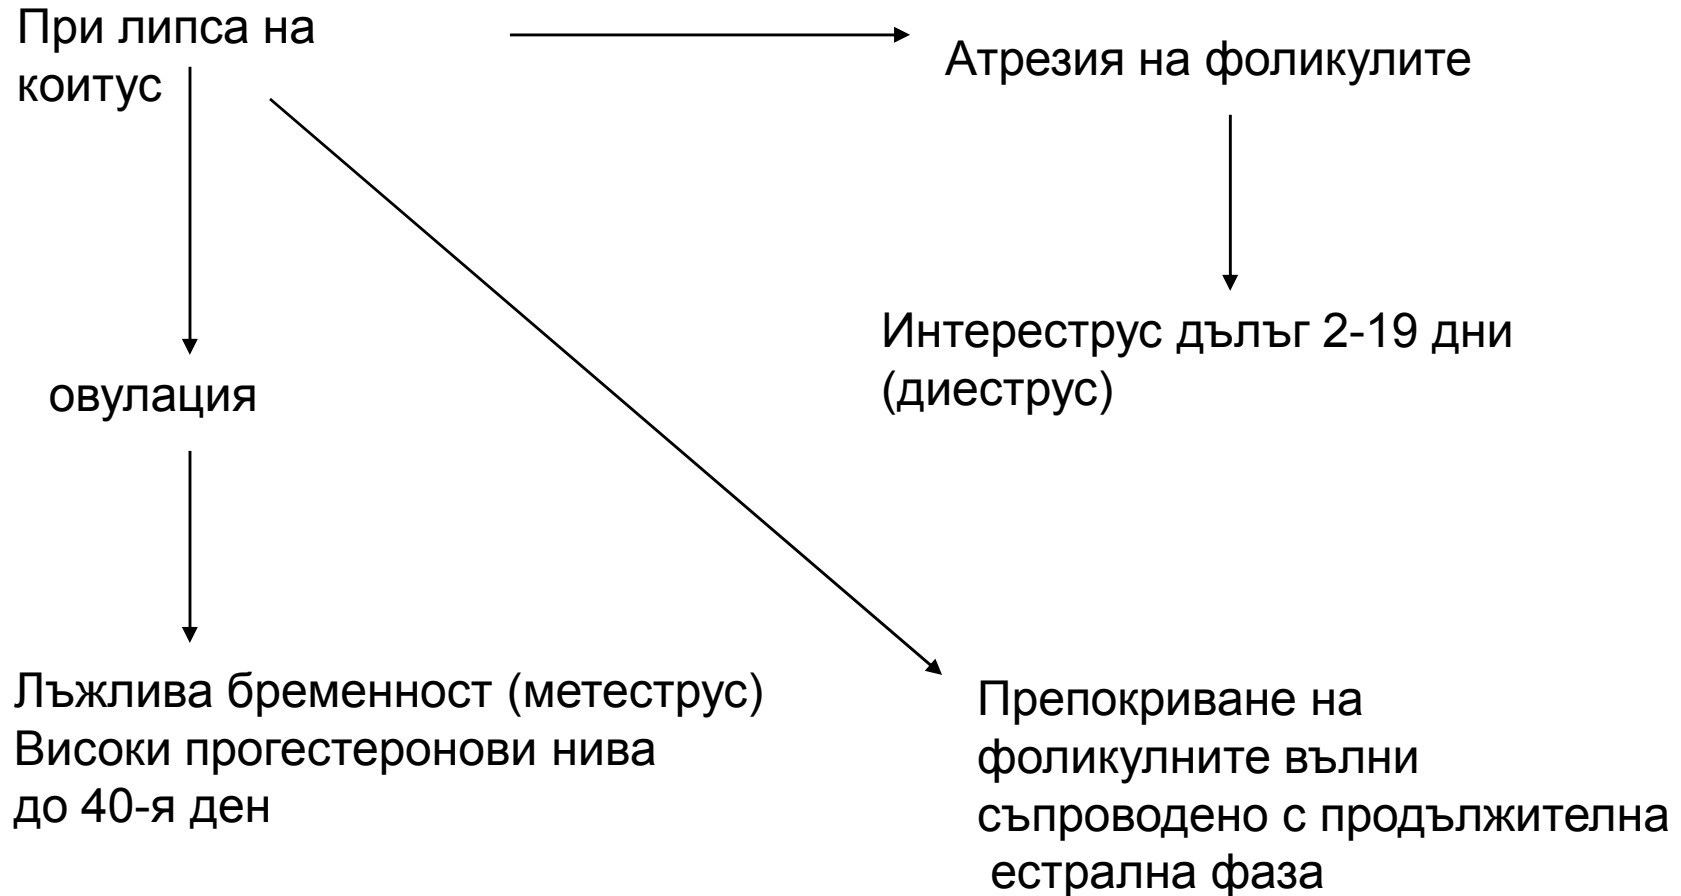 При липса на
коитус
Атрезия на фоликулите
Интереструс дълъг 2-19 дни
(диеструс)
овулация
Лъжлива бременност (метеструс)
Високи прогестеронови нива
до 40-я ден
Препокриване на
фоликулните вълни
съпроводено с продължителна
естрална фаза